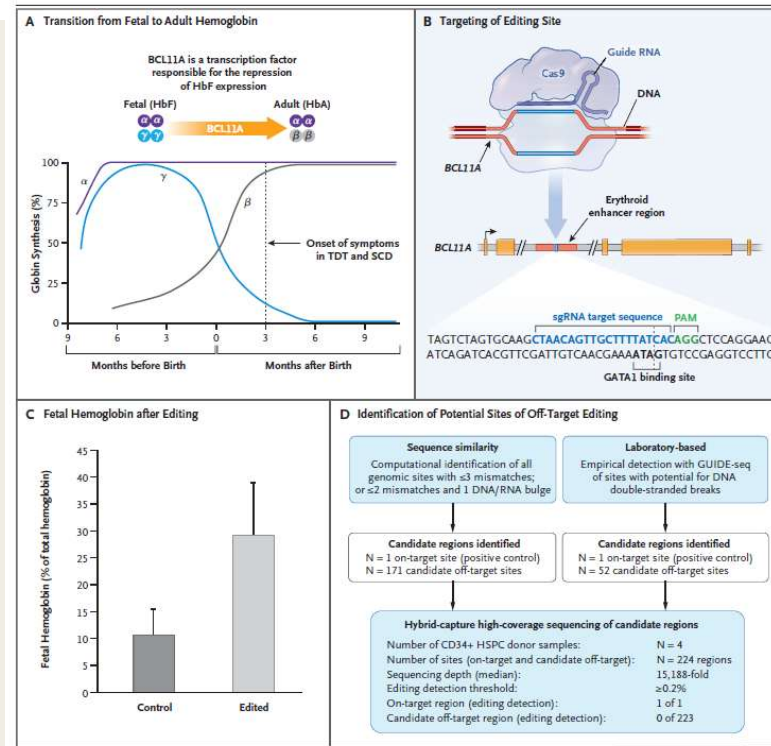 A Transition from Fetal to Adult Hemoglobin
BCL11A is a transcription factor
responsible for the repression
of HbF expression
Fetal (HbF)
Adult (HbA)
α α
γ γ
BCL11A
α α
β β
Globin Synthesis (%)
100
75
50
25
0
α
γ
β
Onset of symptoms
in TDT and SCD
9 6 3 0 3 6 9
Months before Birth
Months after Birth
B Targeting of Editing Site
Guide RNA
Cas9
DNA
BCL11A
Erythroid
enhancer region
BCL11A
sgRNA target sequence
PAM
TAGTCTAGTGCAAGCTAACAGTTGCTTTTATCACAGGCTCCAGGAAG
ATCAGATCACGTTCGATTGTCAACGAAAATAGTGTCCGAGGTCCTTC
GATA1 binding site
C Fetal Hemoglobin after Editing
Fetal Hemoglobin (% of total hemoglobin)
45
40
35
30
25
20
15
10
5
0
Control
Edited
D Identification of Potential Sites of Off-Target Editing
Sequence similarity
Computational identification of all
genomic sites with ≤3 mismatches;
or ≤2 mismatches and 1 DNA/RNA bulge
Laboratory-based
Empirical detection with GUIDE-seq
of sites with potential for DNA
double-stranded breaks
Candidate regions identified
N = 1 on-target site (positive control)
N = 171 candidate off-target sites
Candidate regions identified
N = 1 on-target site (positive control)
N = 52 candidate off-target sites
Hybrid-capture high-coverage sequencing of candidate regions
Number of CD34+ HSPC donor samples: N = 4
Number of sites (on-target and candidate off-target): N = 224 regions
Sequencing depth (median): 15,188-fold
Editing detection threshold: ≥0.2%
On-target region (editing detection): 1 of 1
Candidate off-target region (editing detection): 0 of 223